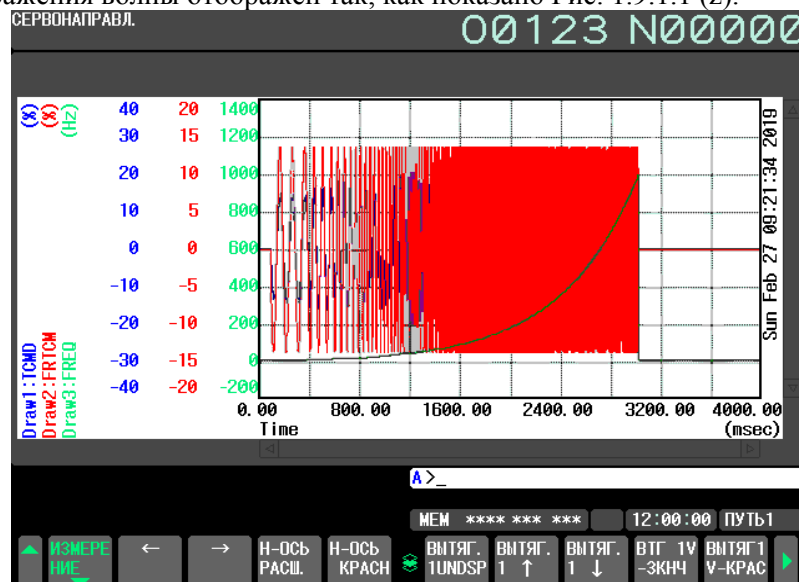 ражения волны отображен так, как показано Рис. 1.9.1.1 (2).
СЕРВОНАПРАВЛ.
O0123 N00000
(%) (%) (Hz)
40 20 1400
30 15 1200
20 10 1000
10 5 800
0 0 600
-10 -5 400
-20 -10 200
-30 -15 0
-40 -20 -200
Draw1:TCMD
Draw2:FRTCM
Draw3:FREQ
Sun Feb 27 09:21:34 2019
0.00 800.00 1600.00 2400.00 3200.00 4000.00
Time (msec)
A>_
MEM **** *** *** 12:00:00 ПУТЬ1
ИЗМЕРЕ ← → Н-ОСЬ Н-ОСЬ ВЫТЯГ. ВЫТЯГ. ВЫТЯГ. ВТГ 1V ВЫТЯГ1
НИЕ РАСШ. КРАСН 1UNDSP 1 ↑ 1 ↓ -ЗКНЧ V-КРАС